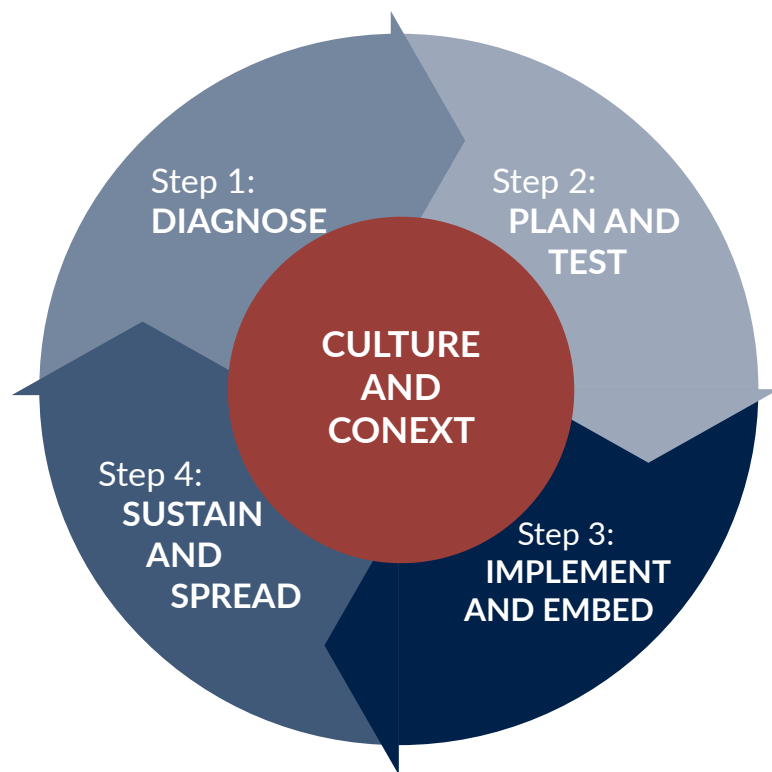 Step 1:
DIAGNOSE
Step 2:
PLAN AND
TEST
CULTURE
AND
CONEXT
Step 3:
IMPLEMENT
AND EMBED
Step 4:
SUSTAIN
AND
SPREAD